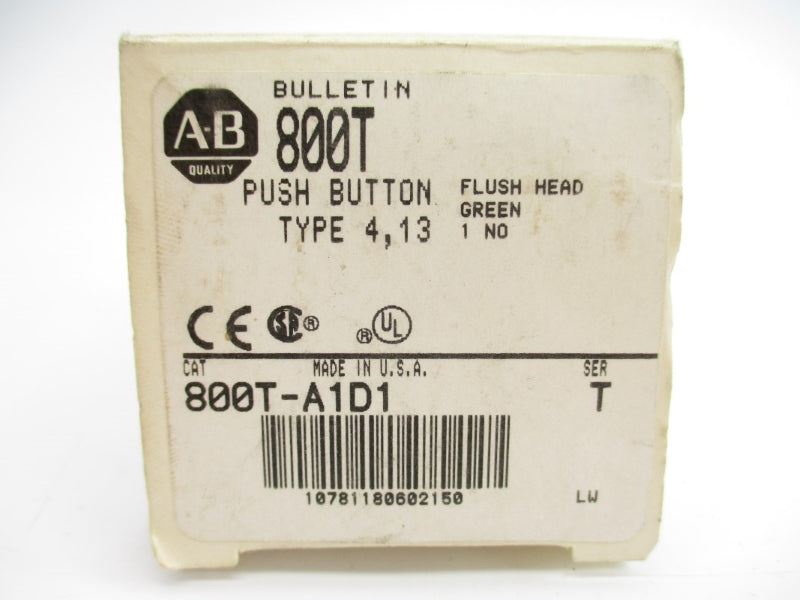 BULLETIN
A-B
QUALITY
800T
PUSH BUTTON
TYPE 4,13
FLUSH HEAD
GREEN
1 NO
CE SA ® ® UL
CAT MADE IN U.S.A. SER
800T-A1D1 T
10781180602150
LW